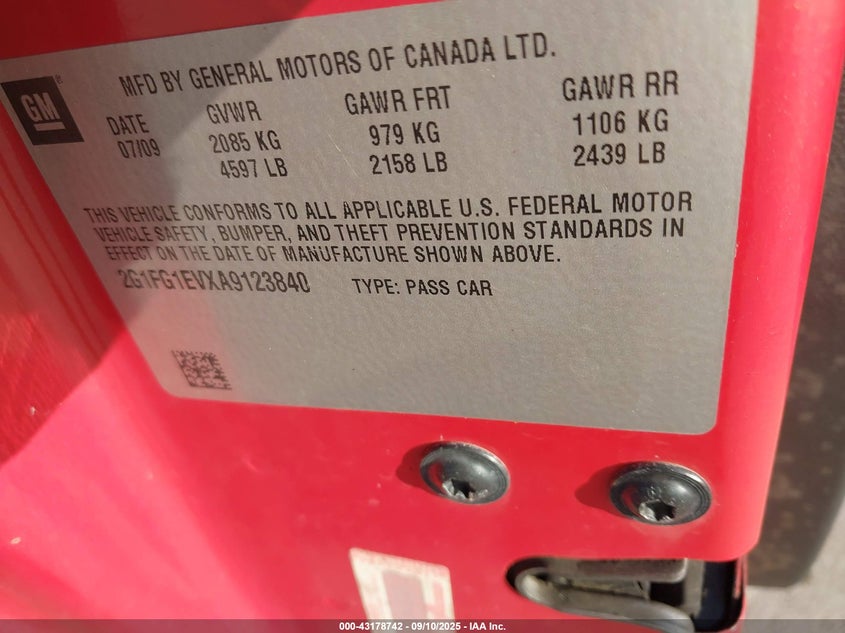 GM®
MFD BY GENERAL MOTORS OF CANADA LTD.
DATE GVWR GAWR FRT GAWR RR
07/09 2085 KG 979 KG 1106 KG
4597 LB 2158 LB 2439 LB
THIS VEHICLE CONFORMS TO ALL APPLICABLE U.S. FEDERAL MOTOR
VEHICLE SAFETY, BUMPER, AND THEFT PREVENTION STANDARDS IN
EFFECT ON THE DATE OF MANUFACTURE SHOWN ABOVE.
2G1FG1EVXA9123840 TYPE: PASS CAR
000-43178742 - 09/10/2025 - IAA Inc.